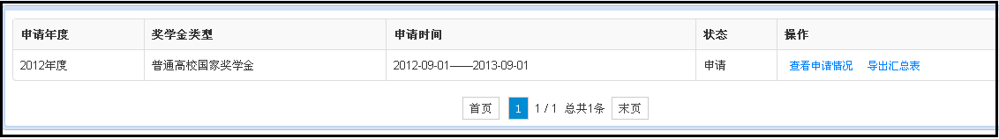 申请年度 奖学金类型 申请时间 状态 操作
2012年度 普通高校国家奖学金 2012-09-01——2013-09-01 申请 查看申请情况 导出汇总表
首页 1 1 / 1 总共1条 末页